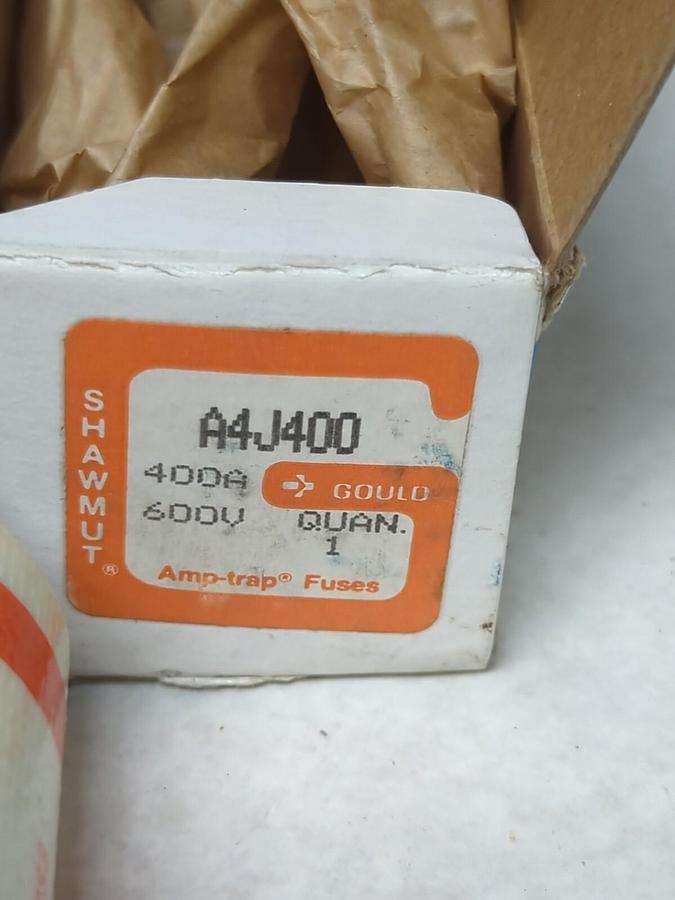 SHAWMUT®
A4J400
400A
GOULD
600V QUAN.
1
Amp-trap® Fuses